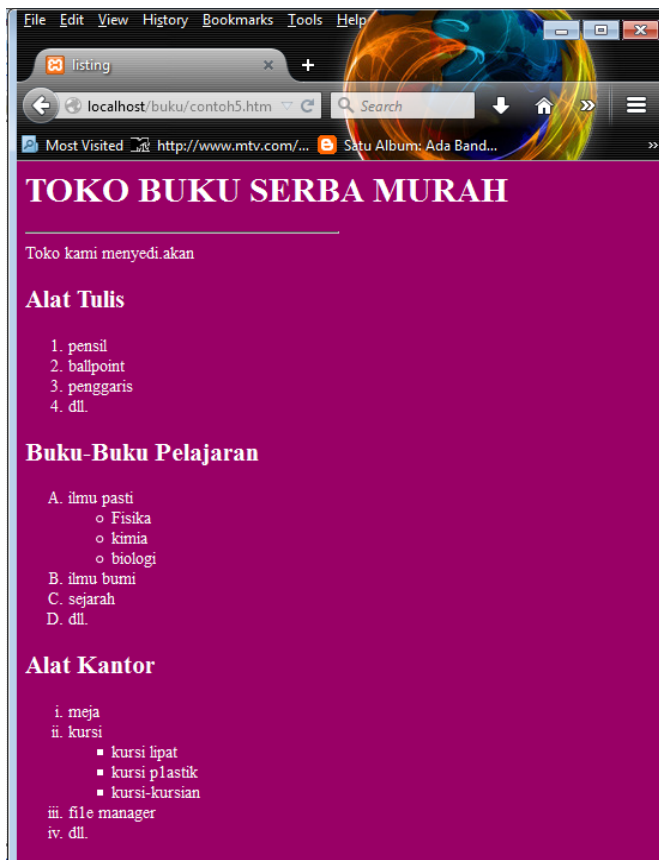 File Edit View History Bookmarks Tools Help
listing
localhost/buku/contoh5.htm Search
Most Visited http://www.mtv.com/... Satu Album: Ada Band...
TOKO BUKU SERBA MURAH
Toko kami menyedi.akan
Alat Tulis
1. pensil
2. ballpoint
3. penggaris
4. dll.
Buku-Buku Pelajaran
A. ilmu pasti
Fisika
kimia
biologi
B. ilmu bumi
C. sejarah
D. dll.
Alat Kantor
i. meja
ii. kursi
kursi lipat
kursi p1astik
kursi-kursian
iii. fi1e manager
iv. dll.